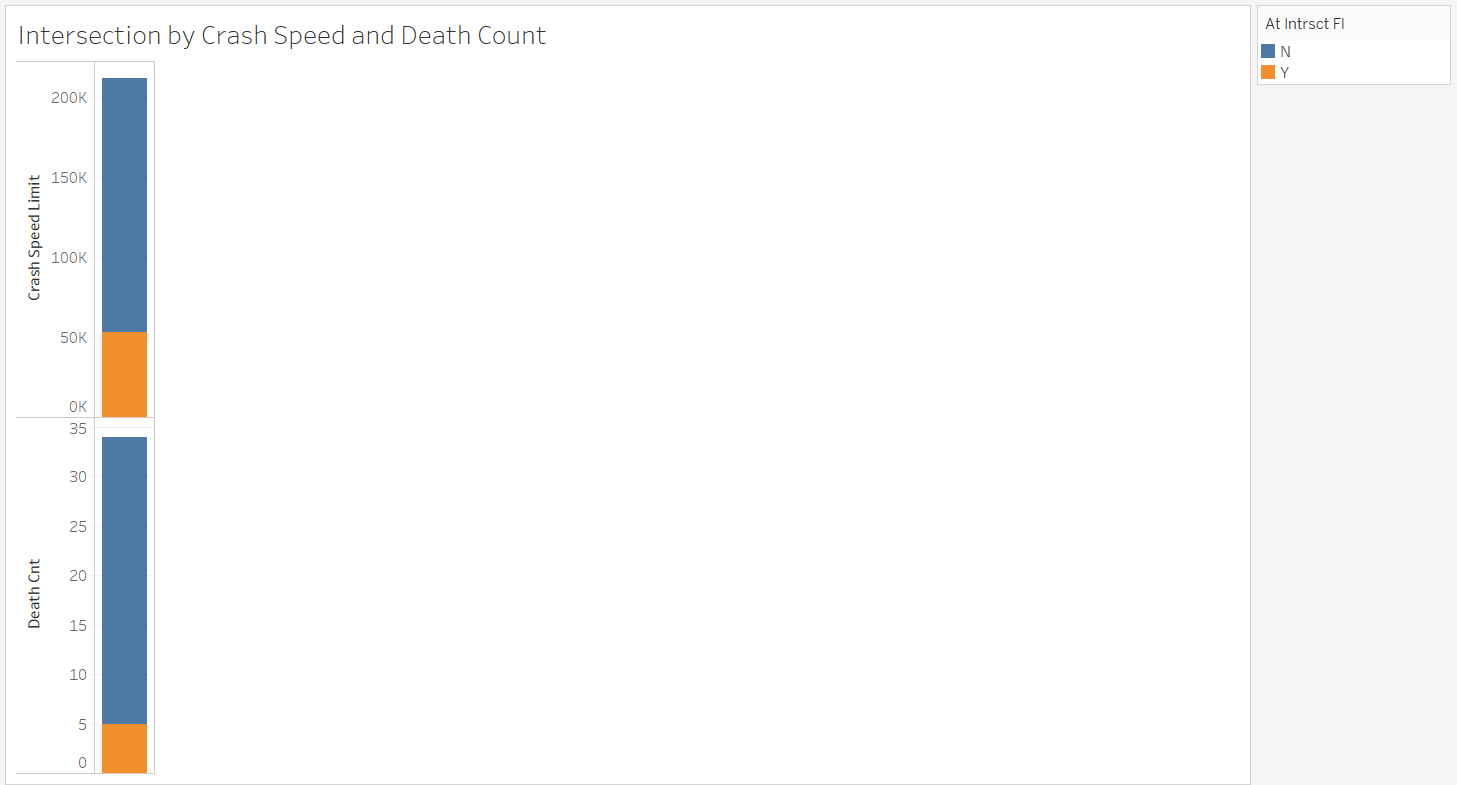 Intersection by Crash Speed and Death Count
At Intrsct Fl
N
Y
Crash Speed Limit
200K
150K
100K
50K
0K
Death Cnt
35
30
25
20
15
10
5
0